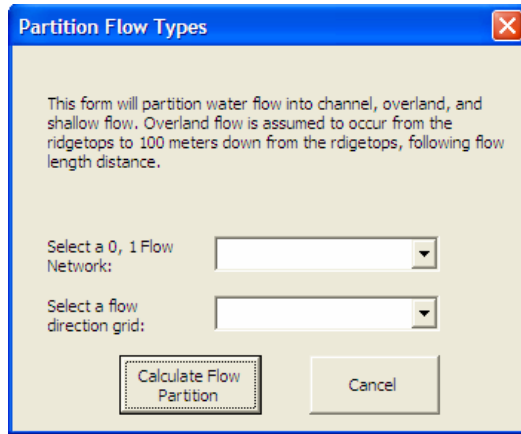 Partition Flow Types
This form will partition water flow into channel, overland, and
shallow flow. Overland flow is assumed to occur from the
ridgetops to 100 meters down from the rdigetops, following flow
length distance.
Select a 0, 1 Flow
Network:
Select a flow
direction grid:
Calculate Flow
Partition
Cancel